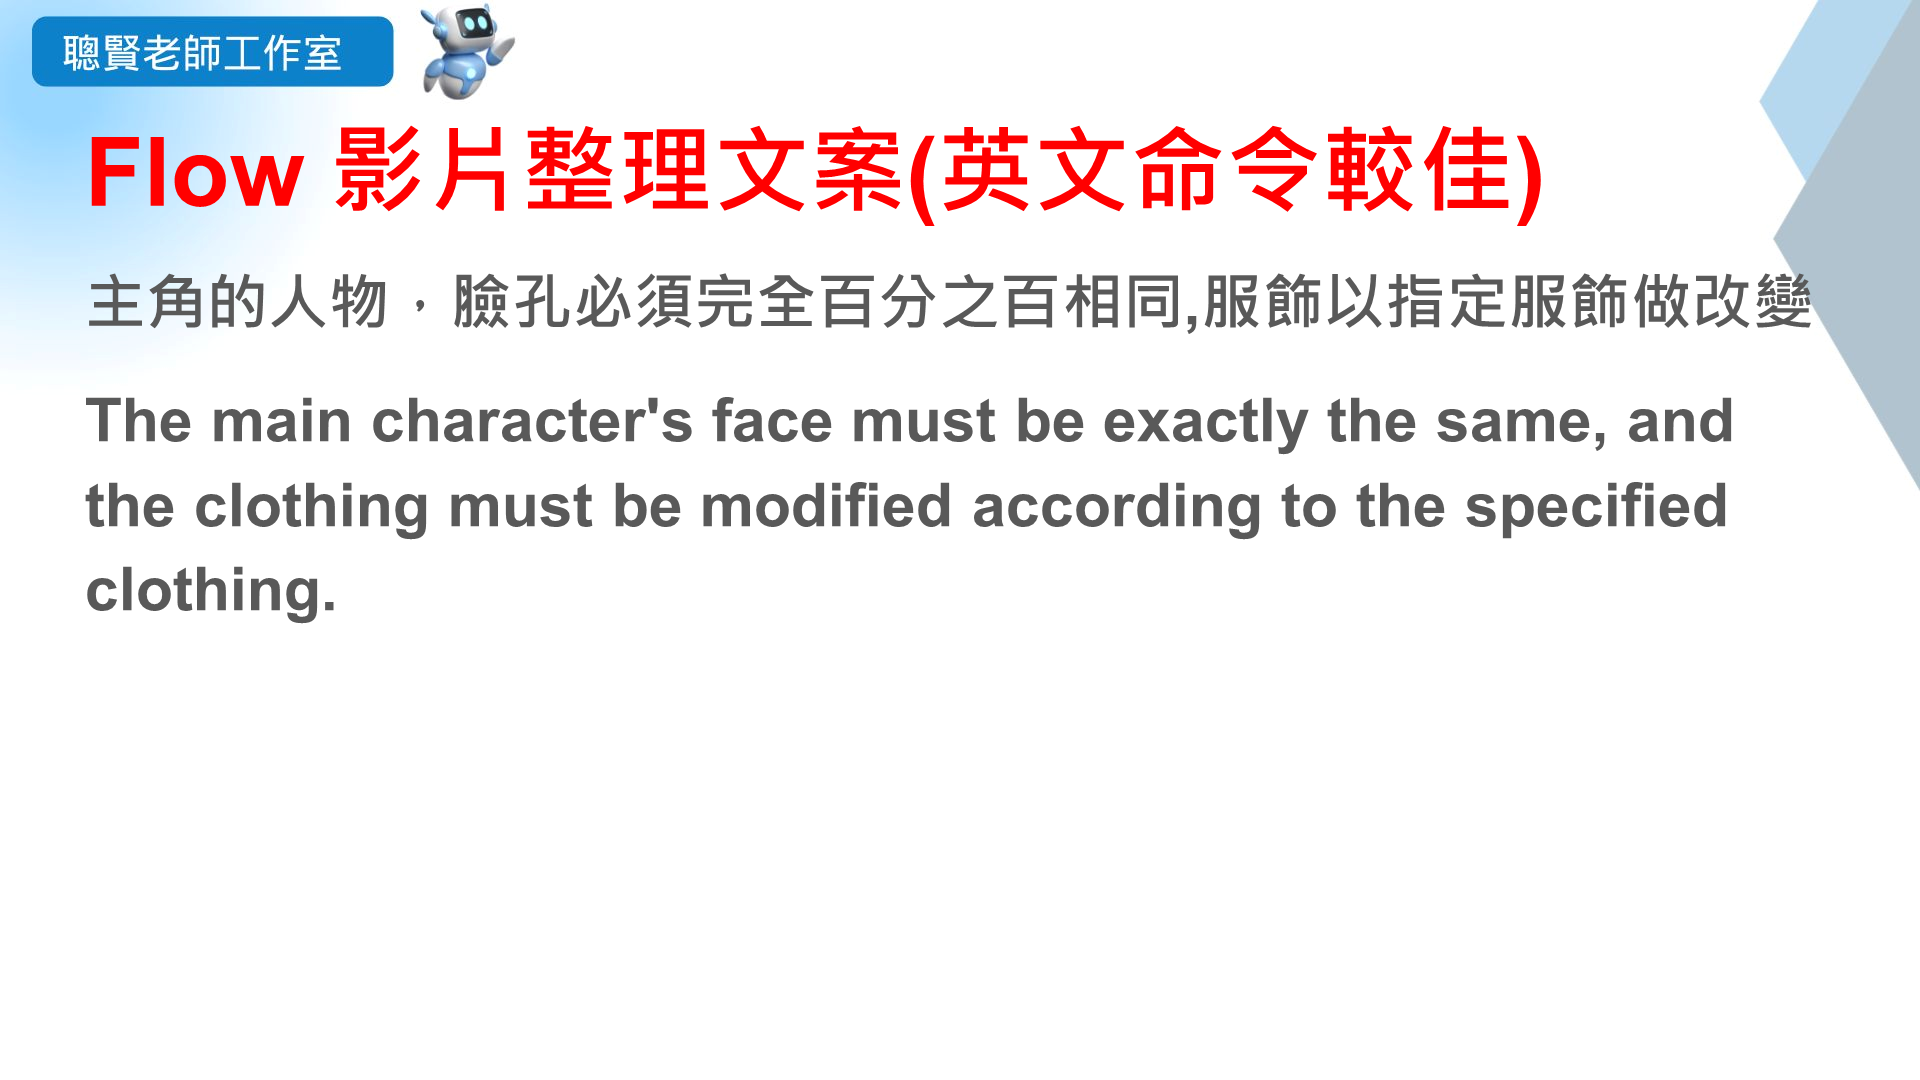 聰賢老師工作室
Flow 影片整理文案(英文命令較佳)
主角的人物，臉孔必須完全百分之百相同,服飾以指定服飾做改變
The main character's face must be exactly the same, and
the clothing must be modified according to the specified
clothing.